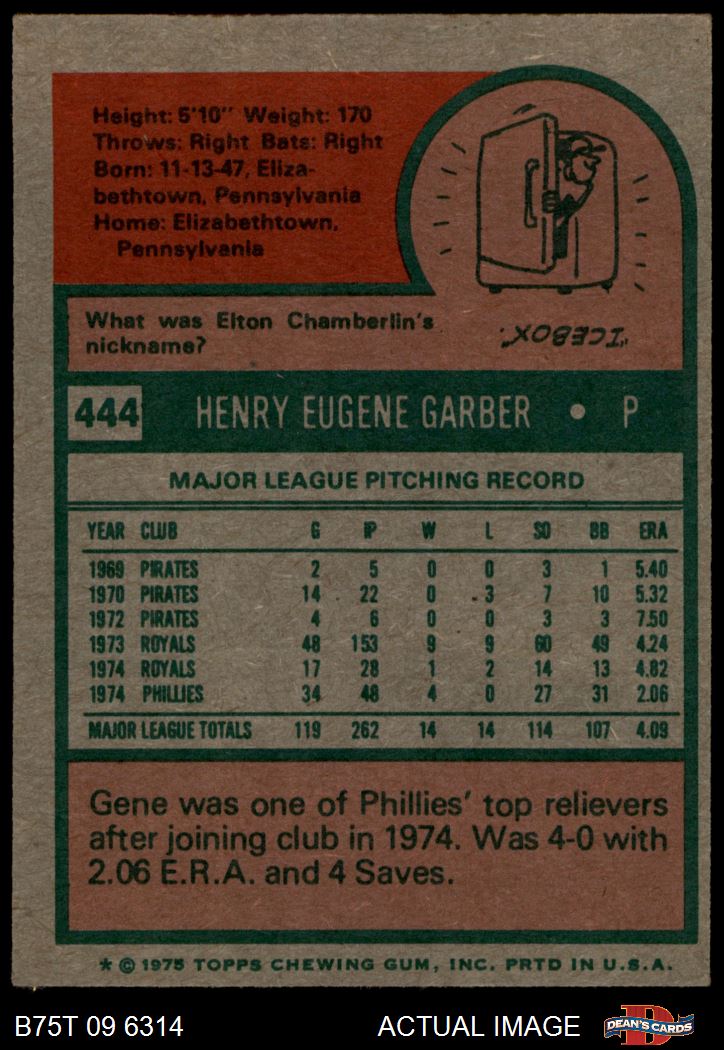 Height: 5'10" Weight: 170
Throws: Right Bats: Right
Born: 11-13-47, Eliza-
bethtown, Pennsylvania
Home: Elizabethtown,
Pennsylvania
What was Elton Chamberlin's
nickname?
"ICEBOX".
444 HENRY EUGENE GARBER • P
MAJOR LEAGUE PITCHING RECORD
YEAR CLUB G IP W L SO BB ERA
1969 PIRATES 2 5 0 0 3 1 5.40
1970 PIRATES 14 22 0 3 7 10 5.32
1972 PIRATES 4 6 0 0 3 3 7.50
1973 ROYALS 48 153 9 9 60 49 4.24
1974 ROYALS 17 28 1 2 14 13 4.82
1974 PHILLIES 34 48 4 0 27 31 2.06
MAJOR LEAGUE TOTALS 119 262 14 14 114 107 4.09
Gene was one of Phillies' top relievers
after joining club in 1974. Was 4-0 with
2.06 E.R.A. and 4 Saves.
* © 1975 TOPPS CHEWING GUM, INC. PRTD IN U.S.A.
B75T 09 6314 ACTUAL IMAGE
D
DEAN'S CARDS